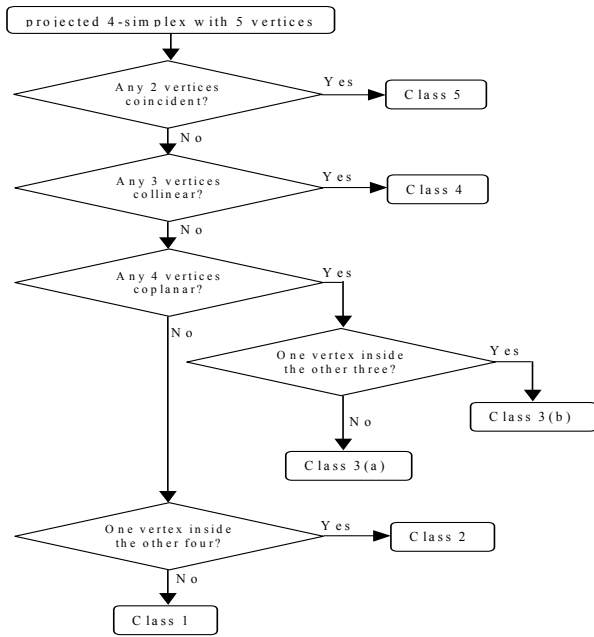 projected 4-simplex with 5 vertices
Any 2 vertices
coincident?
Yes
Class 5
No
Any 3 vertices
collinear?
Yes
Class 4
No
Any 4 vertices
coplanar?
Yes
No
One vertex inside
the other three?
Yes
Class 3(b)
No
Class 3(a)
One vertex inside
the other four?
Yes
Class 2
No
Class 1